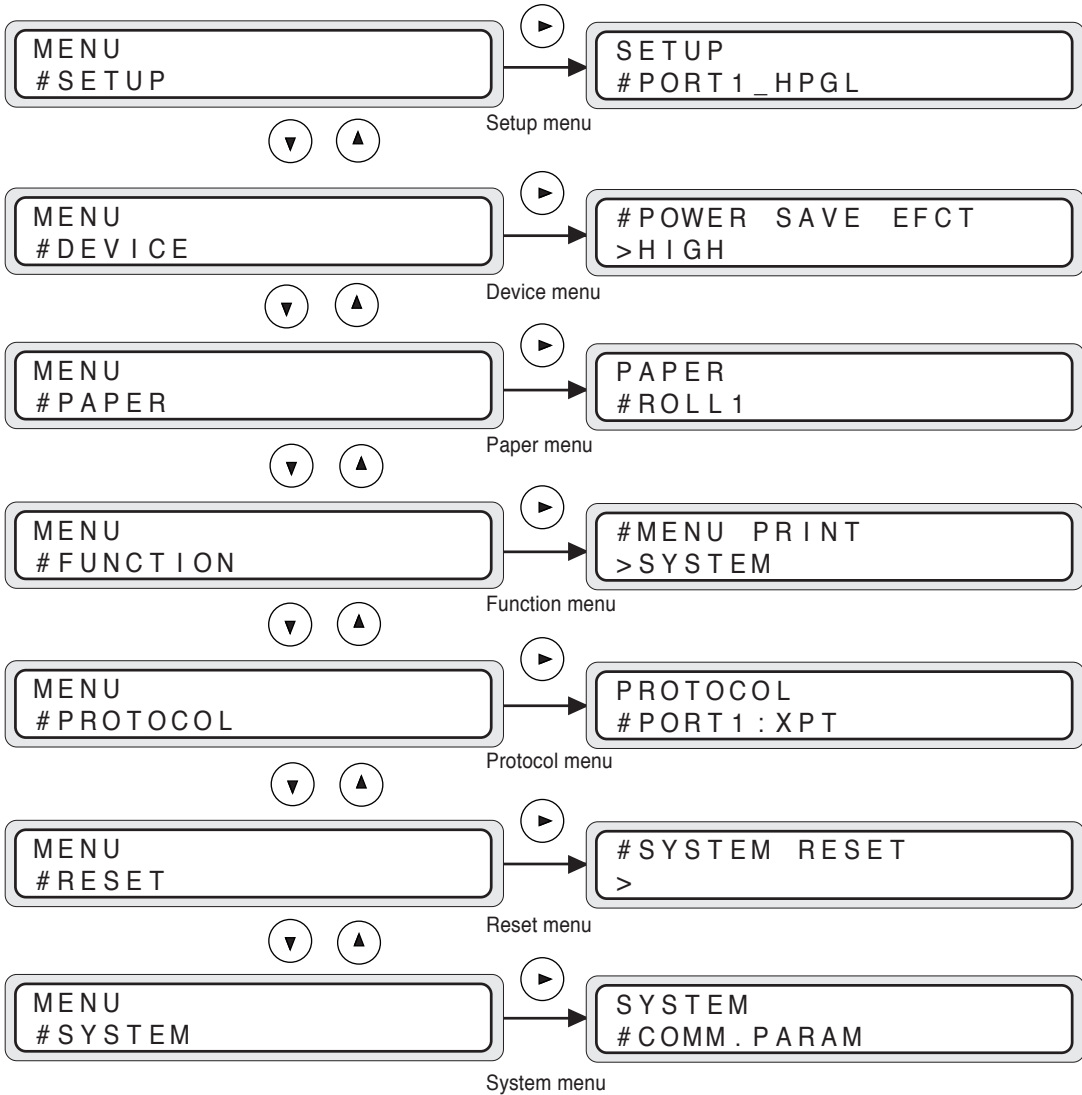 MENU
#SETUP
SETUP
#PORT1_HPGL
Setup menu
MENU
#DEVICE
#POWER SAVE EFCT
>HIGH
Device menu
MENU
#PAPER
PAPER
#ROLL1
Paper menu
MENU
#FUNCTION
#MENU PRINT
>SYSTEM
Function menu
MENU
#PROTOCOL
PROTOCOL
#PORT1:XPT
Protocol menu
MENU
#RESET
#SYSTEM RESET
>
Reset menu
MENU
#SYSTEM
SYSTEM
#COMM.PARAM
System menu